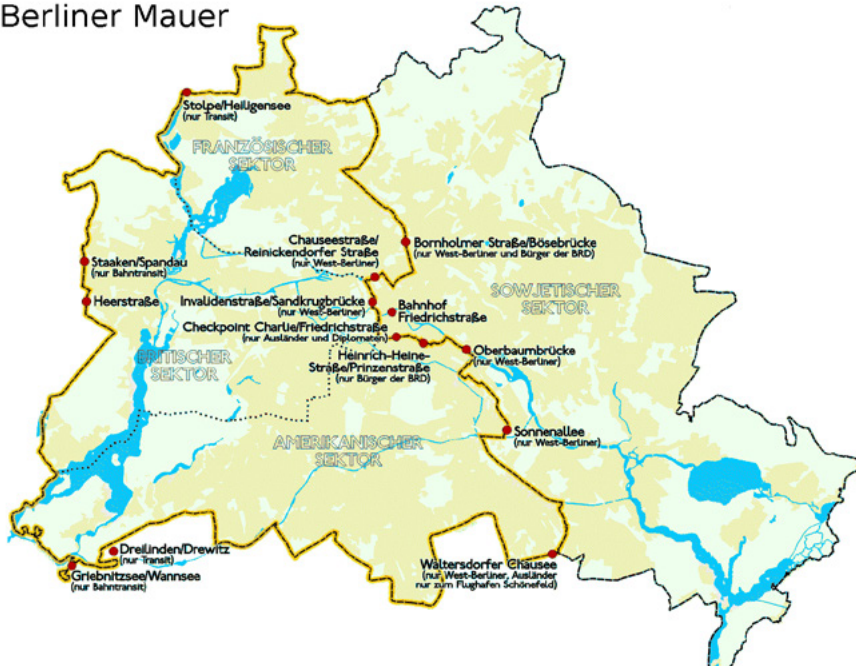 Berliner Mauer
Stolpe/Heiligensee
(nur Transit)
FRANZÖSISCHER
SEKTOR
Chauseestraße/
Reinickendorfer Straße
(nur West-Berliner)
Bornholmer Straße/Bösebrücke
(nur West-Berliner und Bürger der BRD)
Staaken/Spandau
(nur Bahntransit)
Heerstraße
Invalidenstraße/Sandkrugbrücke
(nur West-Berliner)
Bahnhof
Friedrichstraße
SOWJETISCHER
SEKTOR
Checkpoint Charlie/Friedrichstraße
(nur Ausländer und Diplomaten)
Heinrich-Heine-
Straße/Prinzenstraße
(nur Bürger der BRD)
Oberbaumbrücke
(nur West-Berliner)
BRITISCHER
SEKTOR
Sonnenallee
(nur West-Berliner)
AMERIKANISCHER
SEKTOR
Dreilinden/Drewitz
(nur Transit)
Griebnitzsee/Wannsee
(nur Bahntransit)
Waltersdorfer Chausee
(nur West-Berliner, Ausländer
nur zum Flughafen Schönefeld)